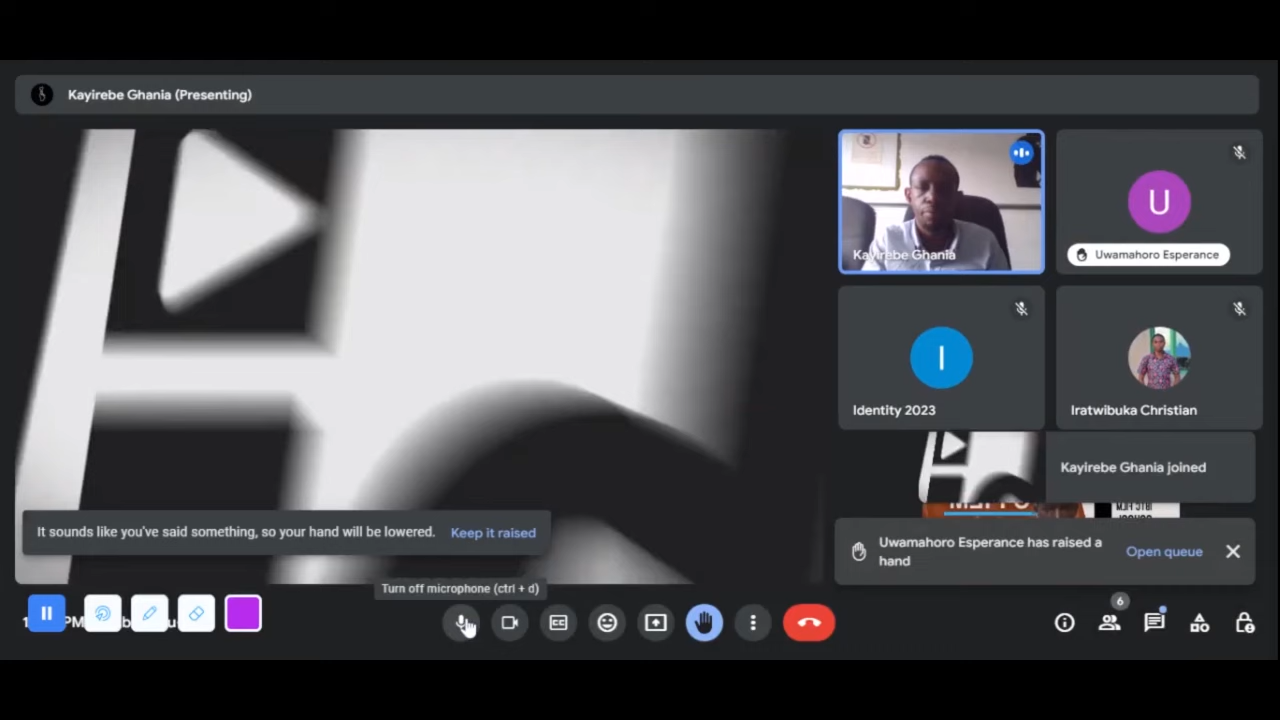 Kayirebe Ghania (Presenting)
Kayirebe Ghania
U
Uwamahoro Esperance
I
Identity 2023
Iratwibuka Christian
Kayirebe Ghania joined
It sounds like you've said something, so your hand will be lowered. Keep it raised
Uwamahoro Esperance has raised a
hand
Open queue
Turn off microphone (ctrl + d)
PM
CC
6